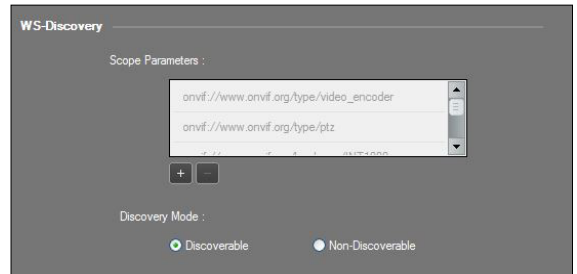 WS-Discovery
Scope Parameters :
onvif://www.onvif.org/type/video_encoder
onvif://www.onvif.org/type/ptz
+ −
Discovery Mode :
Discoverable Non-Discoverable